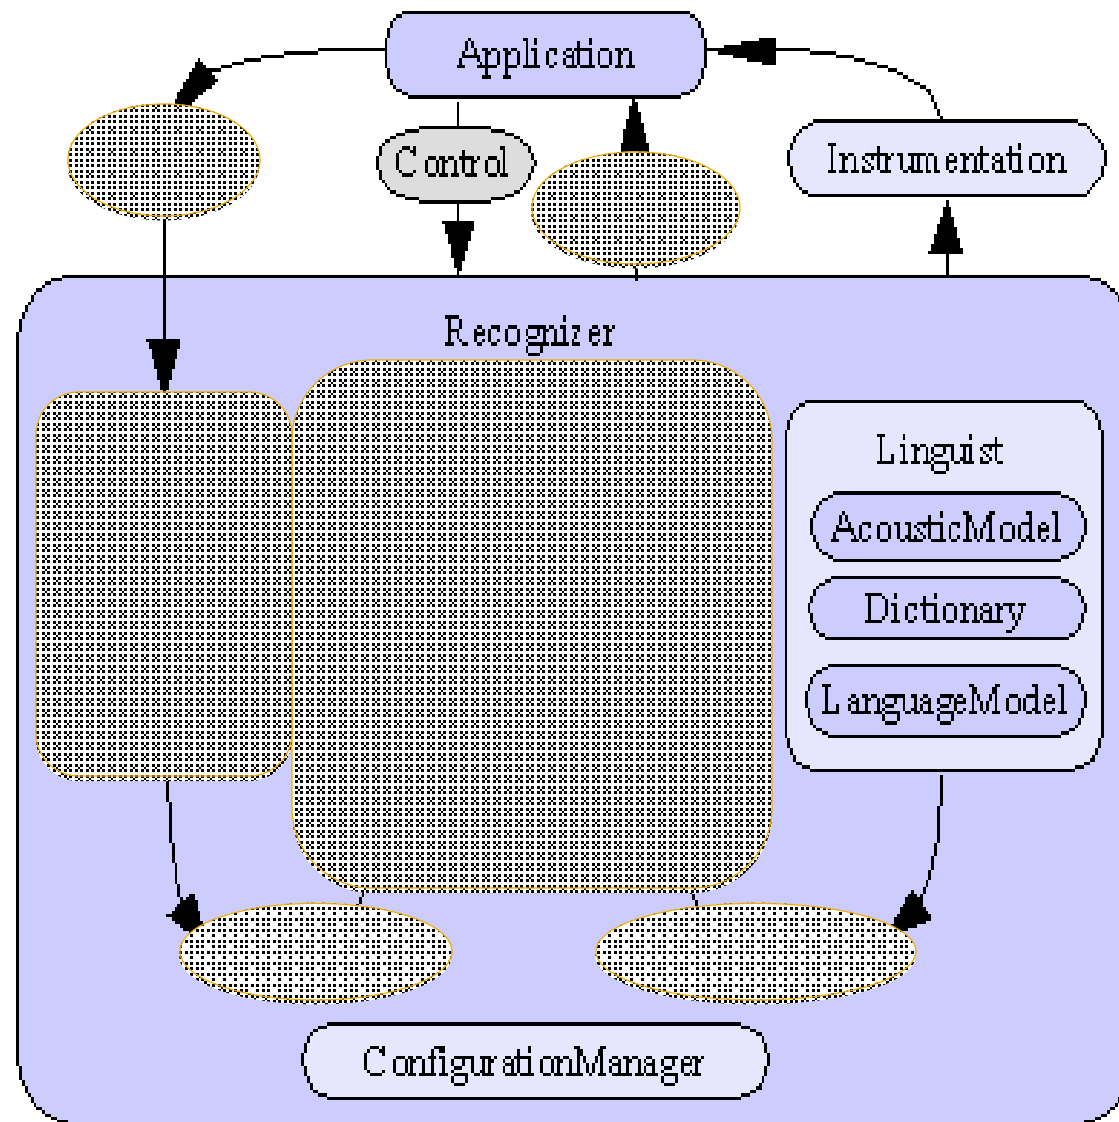 Application
Control
Instrumentation
Recognizer
Linguist
AcousticModel
Dictionary
LanguageModel
ConfigurationManager